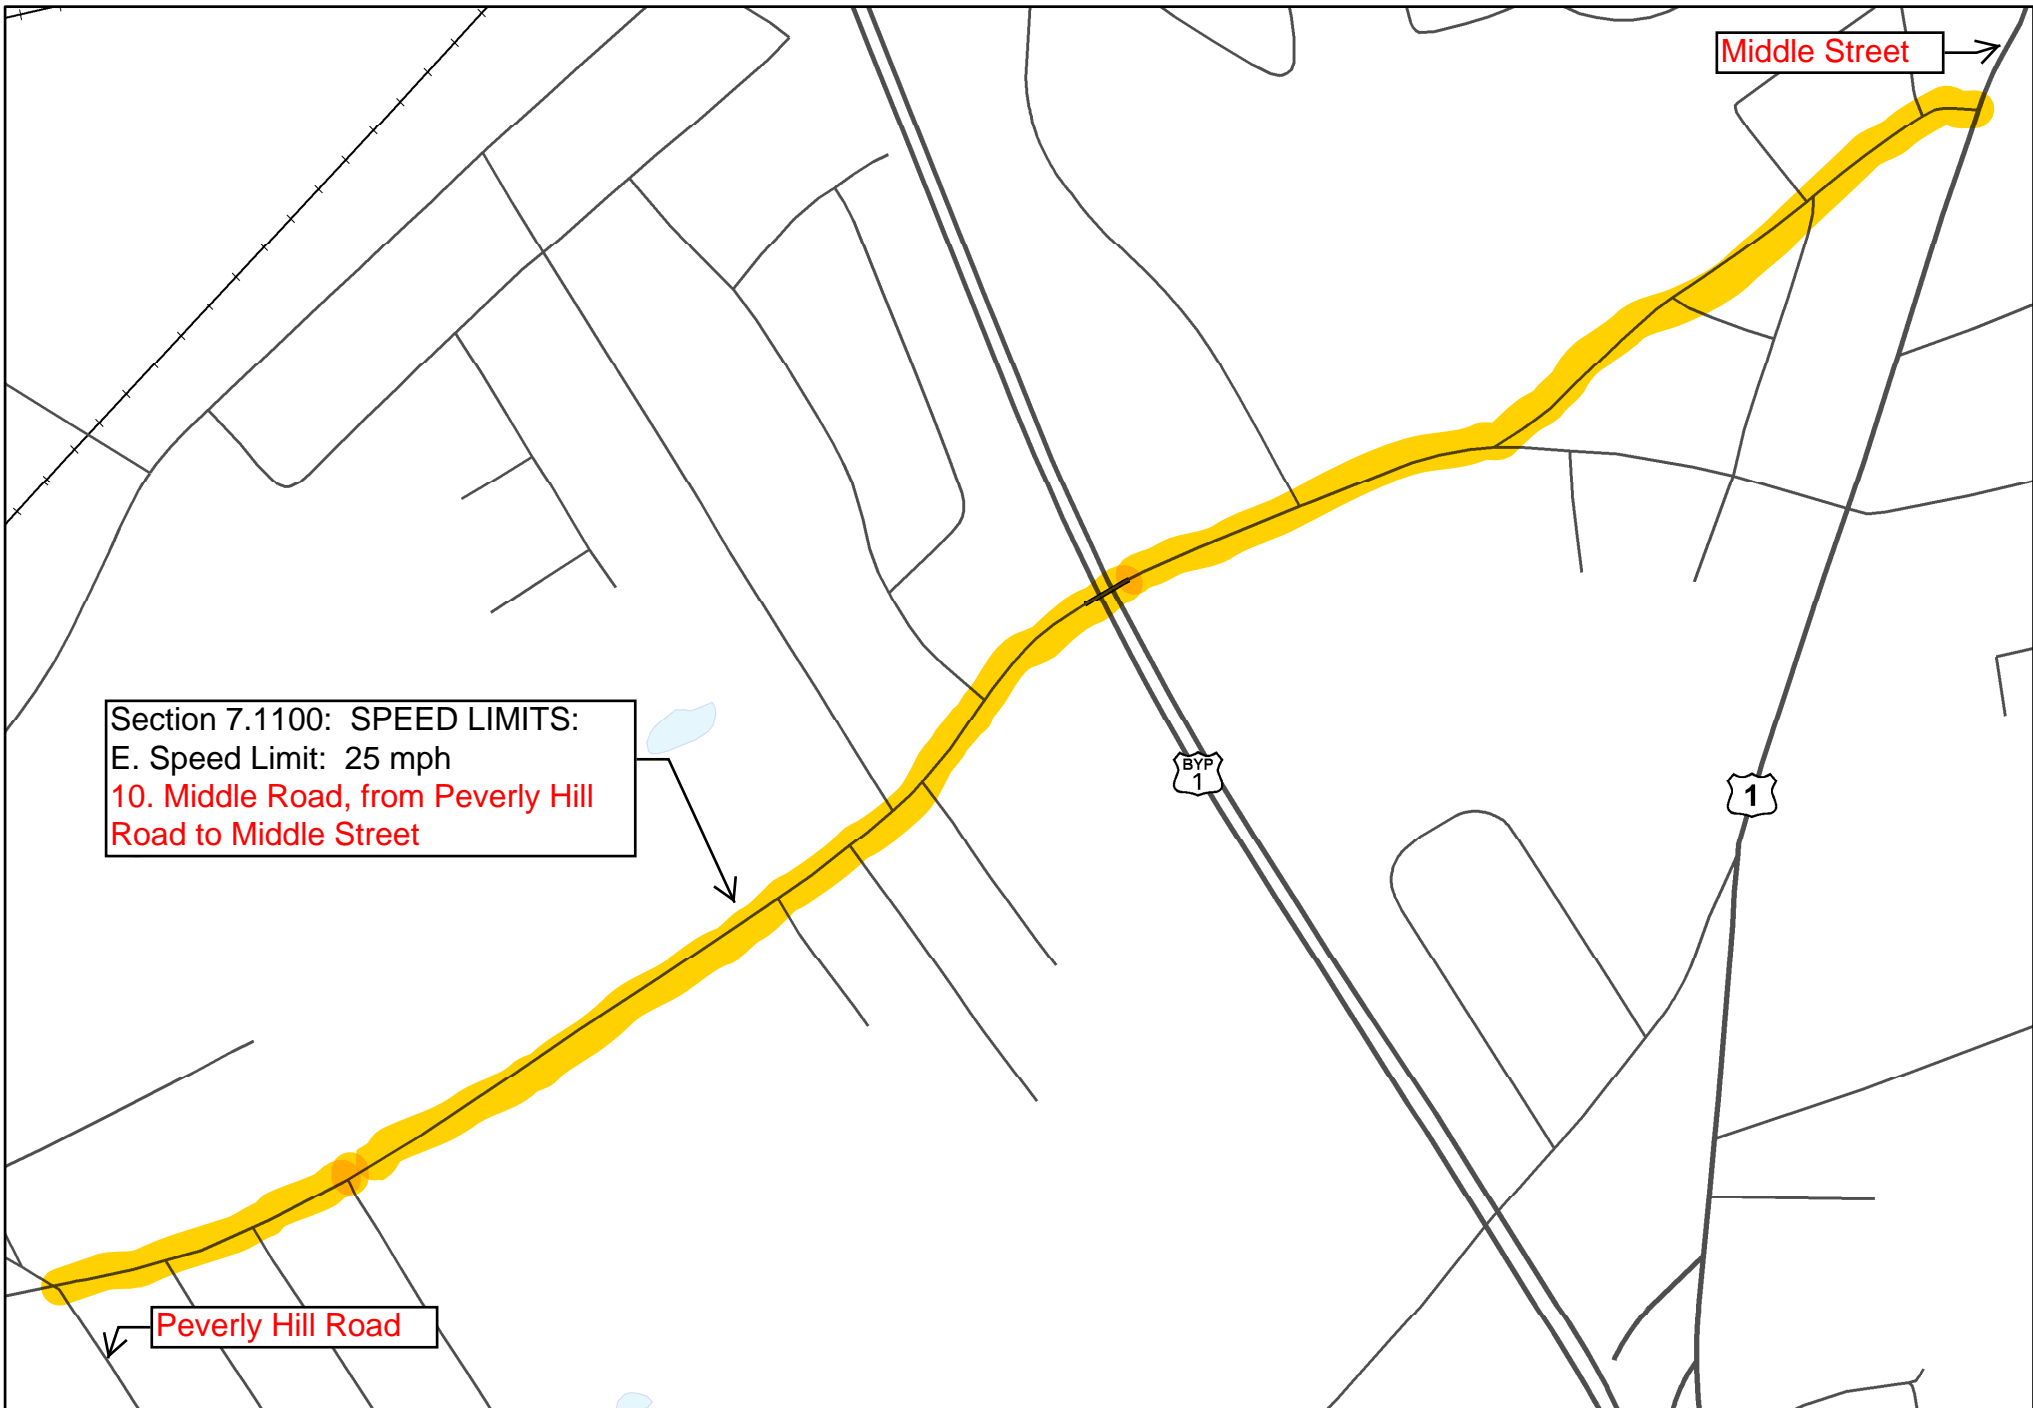 Middle Street
Section 7.1100: SPEED LIMITS:
E. Speed Limit: 25 mph
10. Middle Road, from Peverly Hill
Road to Middle Street
BYP
1
1
Peverly Hill Road